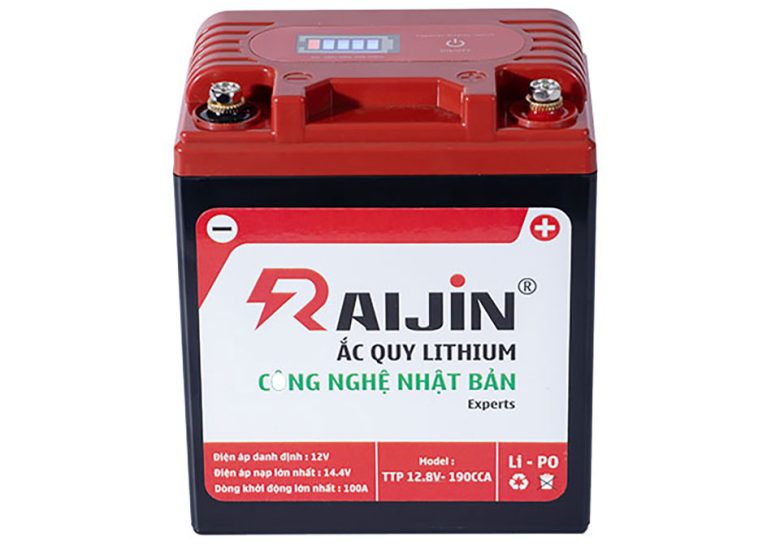 RAIJIN®
ẮC QUY LITHIUM
CÔNG NGHỆ NHẬT BẢN
Experts
Điện áp danh định : 12V
Điện áp nạp lớn nhất : 14.4V
Dòng khởi động lớn nhất : 100A
Model :
TTP 12.8V- 190CCA
Li - PO